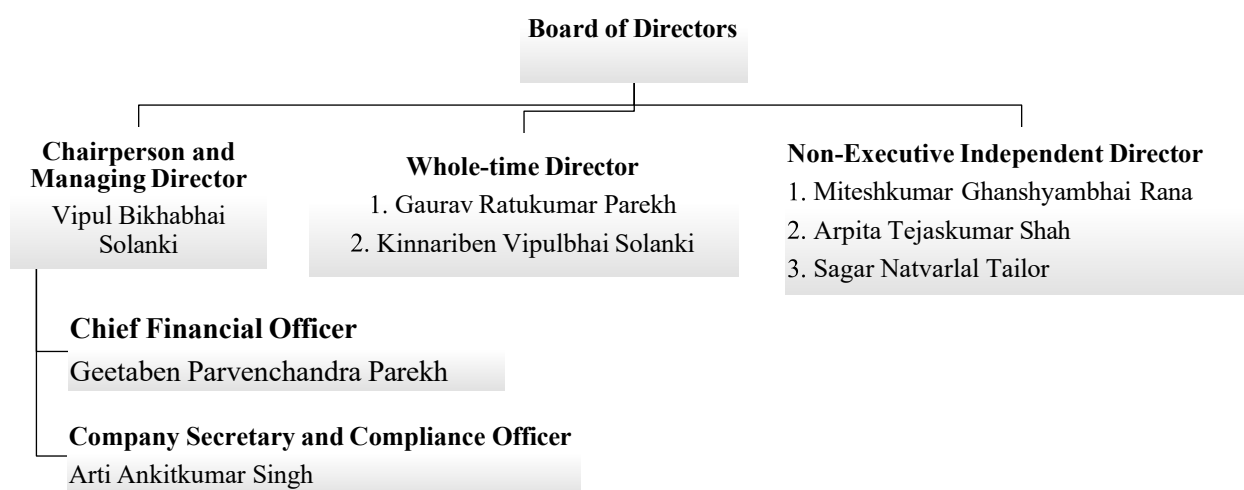 Board of Directors
Chairperson and
Managing Director
Vipul Bikhabhai
Solanki
Whole-time Director
1. Gaurav Ratukumar Parekh
2. Kinnariben Vipulbhai Solanki
Non-Executive Independent Director
1. Miteshkumar Ghanshyambhai Rana
2. Arpita Tejaskumar Shah
3. Sagar Natvarlal Tailor
Chief Financial Officer
Geetaben Parvenchandra Parekh
Company Secretary and Compliance Officer
Arti Ankitkumar Singh